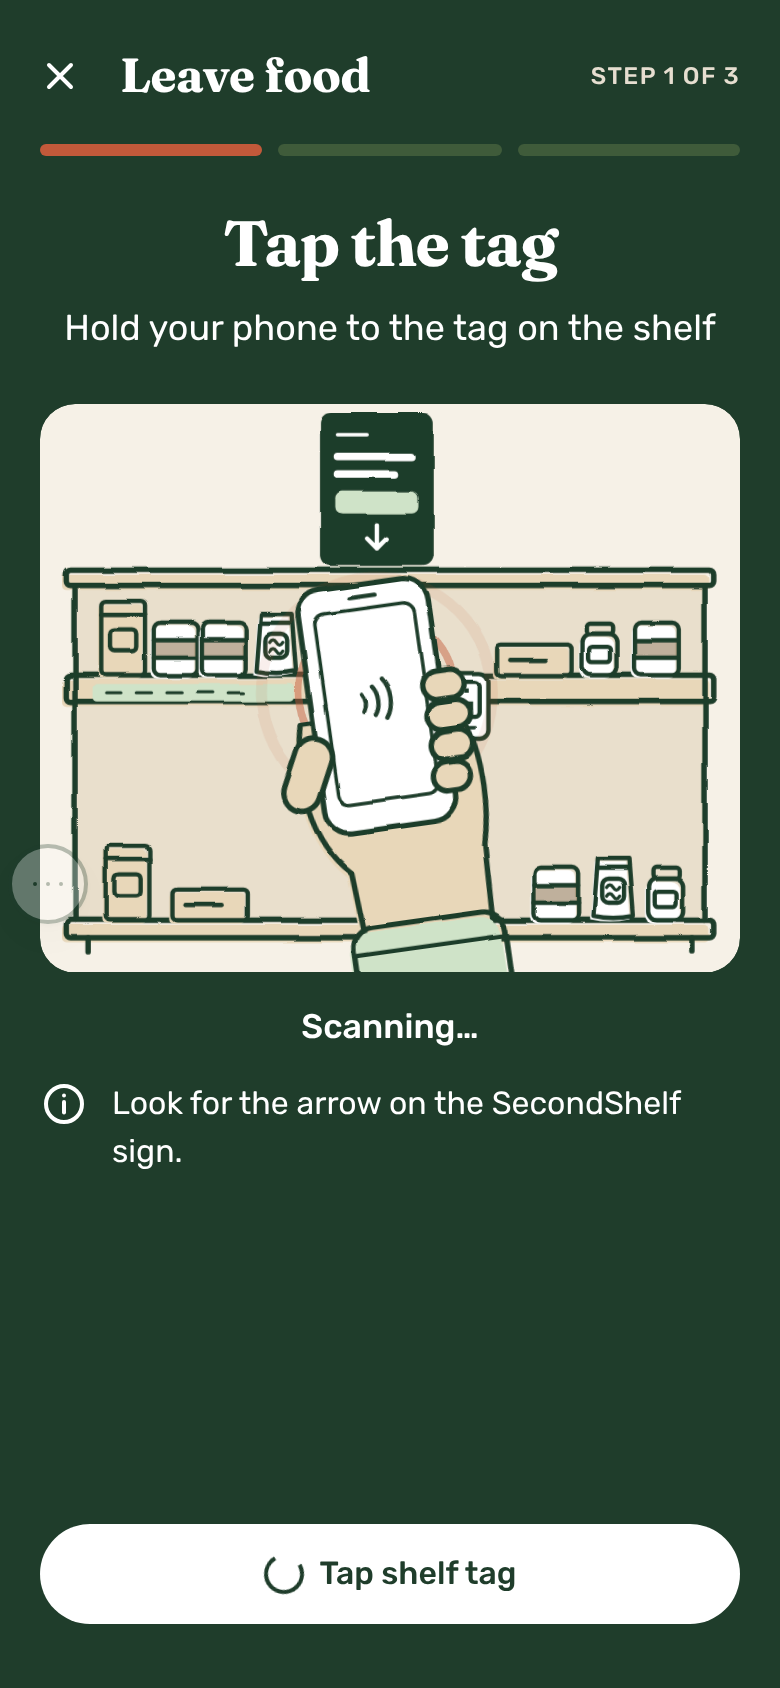 Leave food
STEP 1 OF 3
Tap the tag
Hold your phone to the tag on the shelf
Scanning...
Look for the arrow on the SecondShelf
sign.
Tap shelf tag